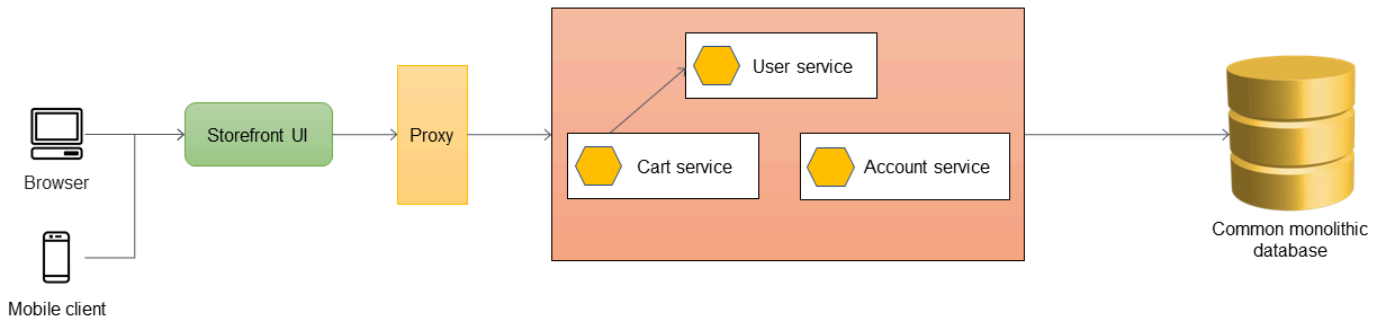 Browser
Mobile client
Storefront UI
Proxy
User service
Cart service
Account service
Common monolithic
database